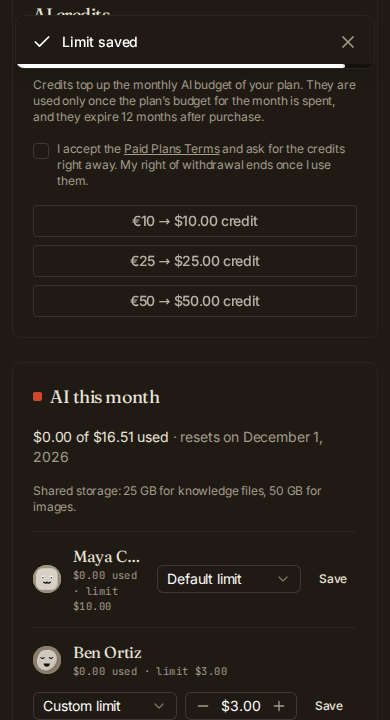 AI credits
Limit saved
Credits top up the monthly AI budget of your plan. They are
used only once the plan's budget for the month is spent,
and they expire 12 months after purchase.
I accept the Paid Plans Terms and ask for the credits
right away. My right of withdrawal ends once I use
them.
€10 → $10.00 credit
€25 → $25.00 credit
€50 → $50.00 credit
AI this month
$0.00 of $16.51 used · resets on December 1,
2026
Shared storage: 25 GB for knowledge files, 50 GB for
images.
Maya C...
$0.00 used
· limit
$10.00
Default limit
Save
Ben Ortiz
$0.00 used · limit $3.00
Custom limit
− $3.00 +
Save